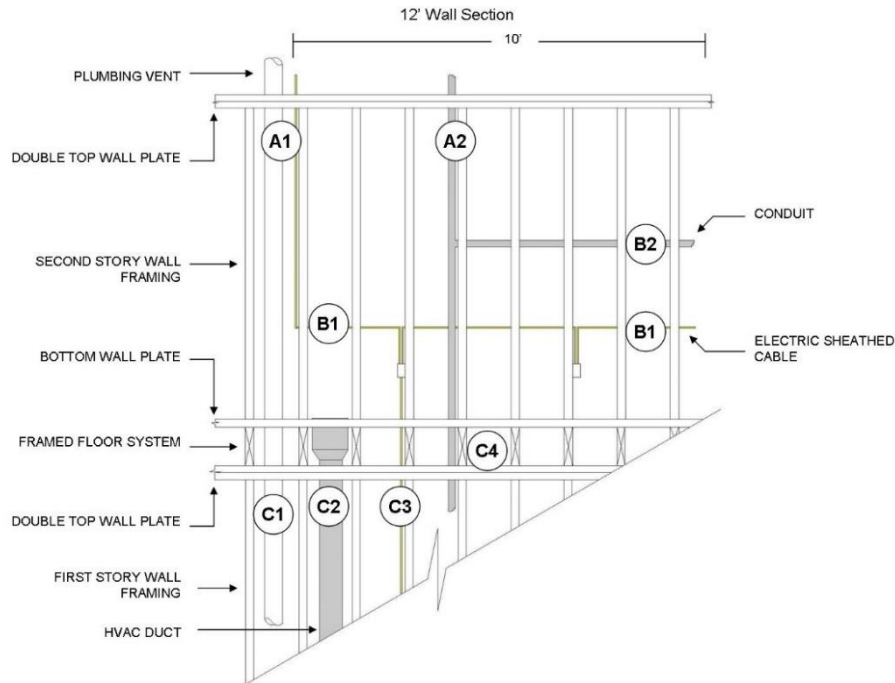 12' Wall Section
10'
PLUMBING VENT
A1
A2
DOUBLE TOP WALL PLATE
CONDUIT
B2
SECOND STORY WALL
FRAMING
B1
B1
ELECTRIC SHEATHED
CABLE
BOTTOM WALL PLATE
FRAMED FLOOR SYSTEM
C4
DOUBLE TOP WALL PLATE
C1
C2
C3
FIRST STORY WALL
FRAMING
HVAC DUCT